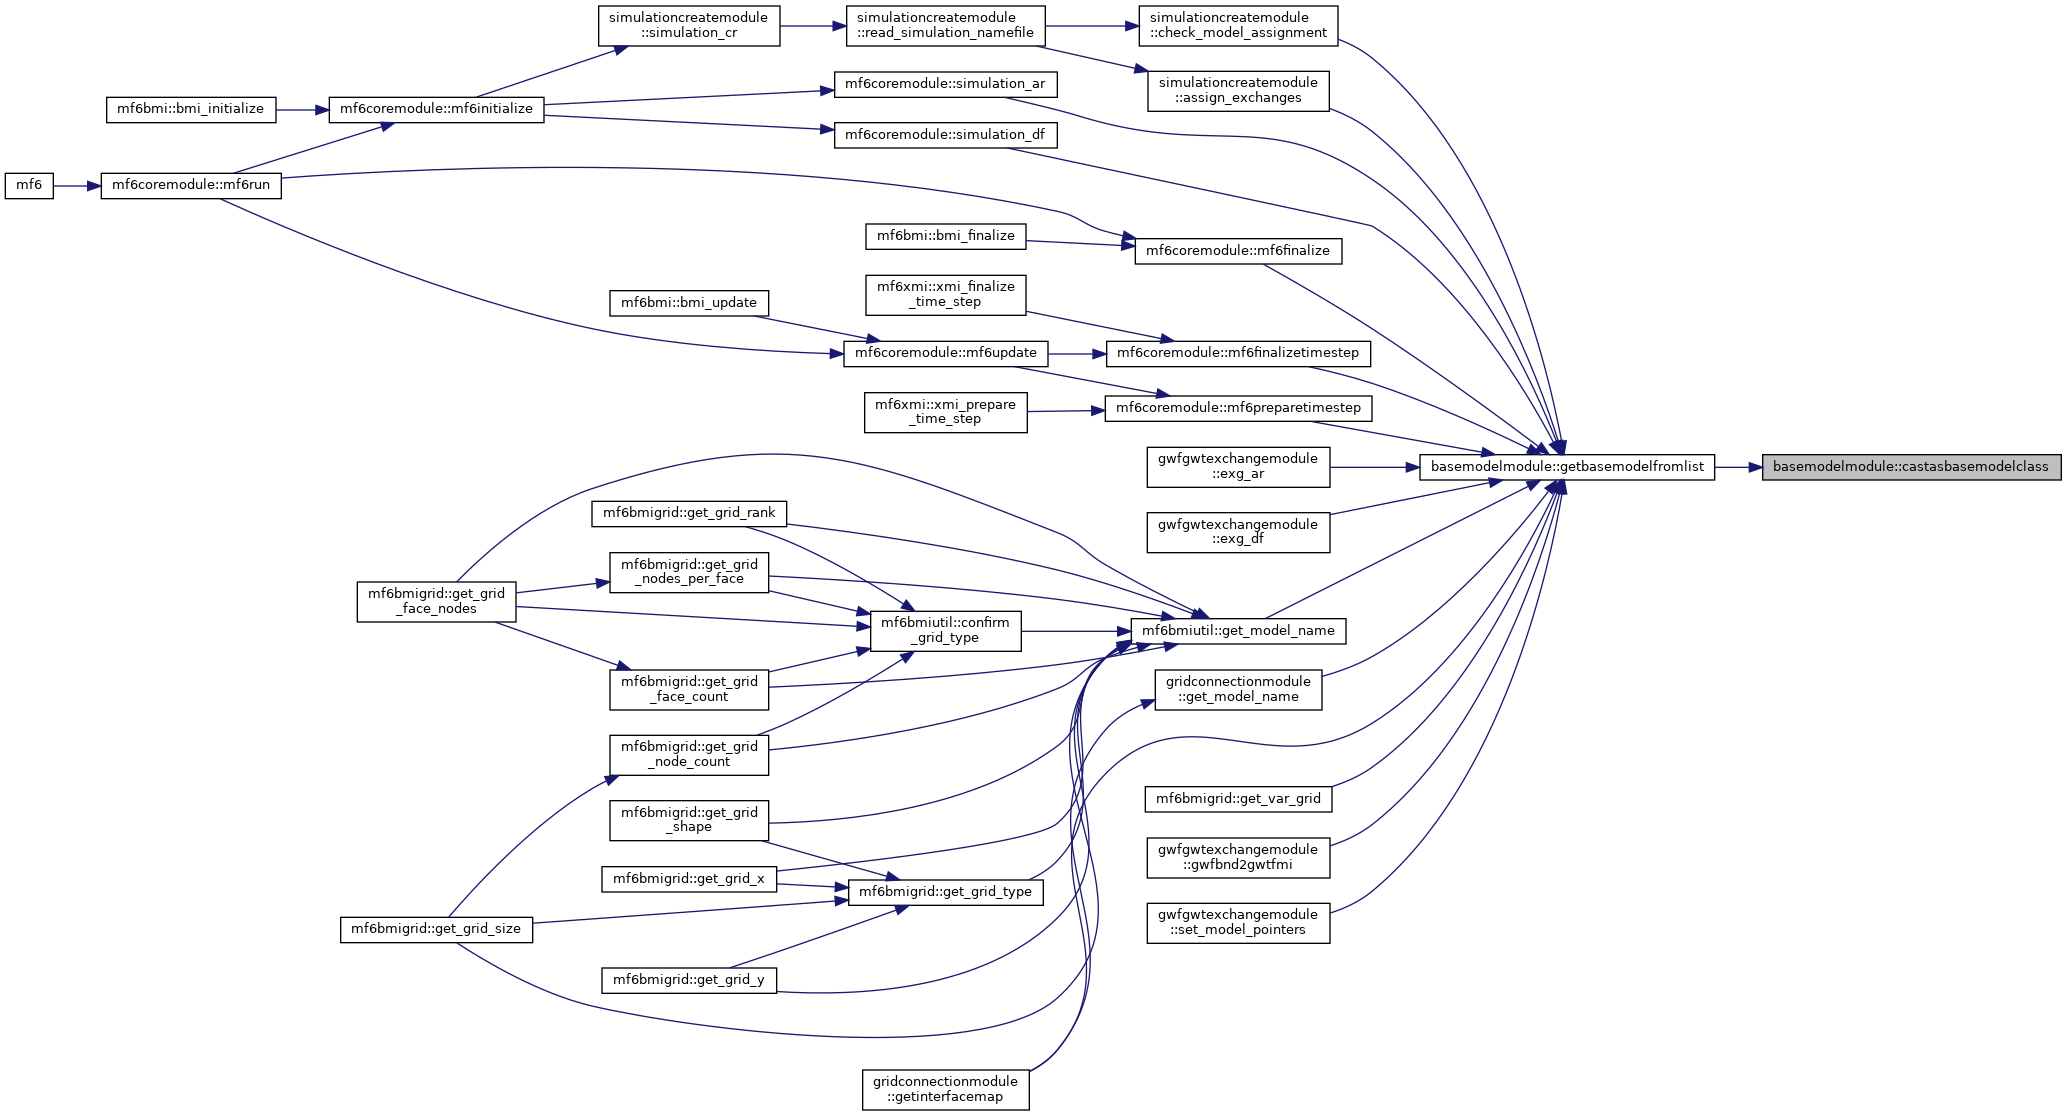 simulationcreatemodule
::simulation_cr
simulationcreatemodule
::read_simulation_namefile
simulationcreatemodule
::check_model_assignment
mf6coremodule::simulation_ar
simulationcreatemodule
::assign_exchanges
mf6bmi::bmi_initialize
mf6coremodule::mf6initialize
mf6coremodule::simulation_df
mf6
mf6coremodule::mf6run
mf6bmi::bmi_finalize
mf6coremodule::mf6finalize
mf6xmi::xmi_finalize
_time_step
mf6bmi::bmi_update
mf6coremodule::mf6update
mf6coremodule::mf6finalizetimestep
mf6xmi::xmi_prepare
_time_step
mf6coremodule::mf6preparetimestep
gwfgwtexchangemodule
::exg_ar
basemodelmodule::getbasemodelfromlist
basemodelmodule::castasbasemodelclass
mf6bmigrid::get_grid_rank
gwfgwtexchangemodule
::exg_df
mf6bmigrid::get_grid
_nodes_per_face
mf6bmigrid::get_grid
_face_nodes
mf6bmiutil::confirm
_grid_type
mf6bmiutil::get_model_name
mf6bmigrid::get_grid
_face_count
gridconnectionmodule
::get_model_name
mf6bmigrid::get_grid
_node_count
mf6bmigrid::get_var_grid
mf6bmigrid::get_grid
_shape
gwfgwtexchangemodule
::gwfbnd2gwtfmi
mf6bmigrid::get_grid_x
mf6bmigrid::get_grid_type
gwfgwtexchangemodule
::set_model_pointers
mf6bmigrid::get_grid_size
mf6bmigrid::get_grid_y
gridconnectionmodule
::getinterfacemap